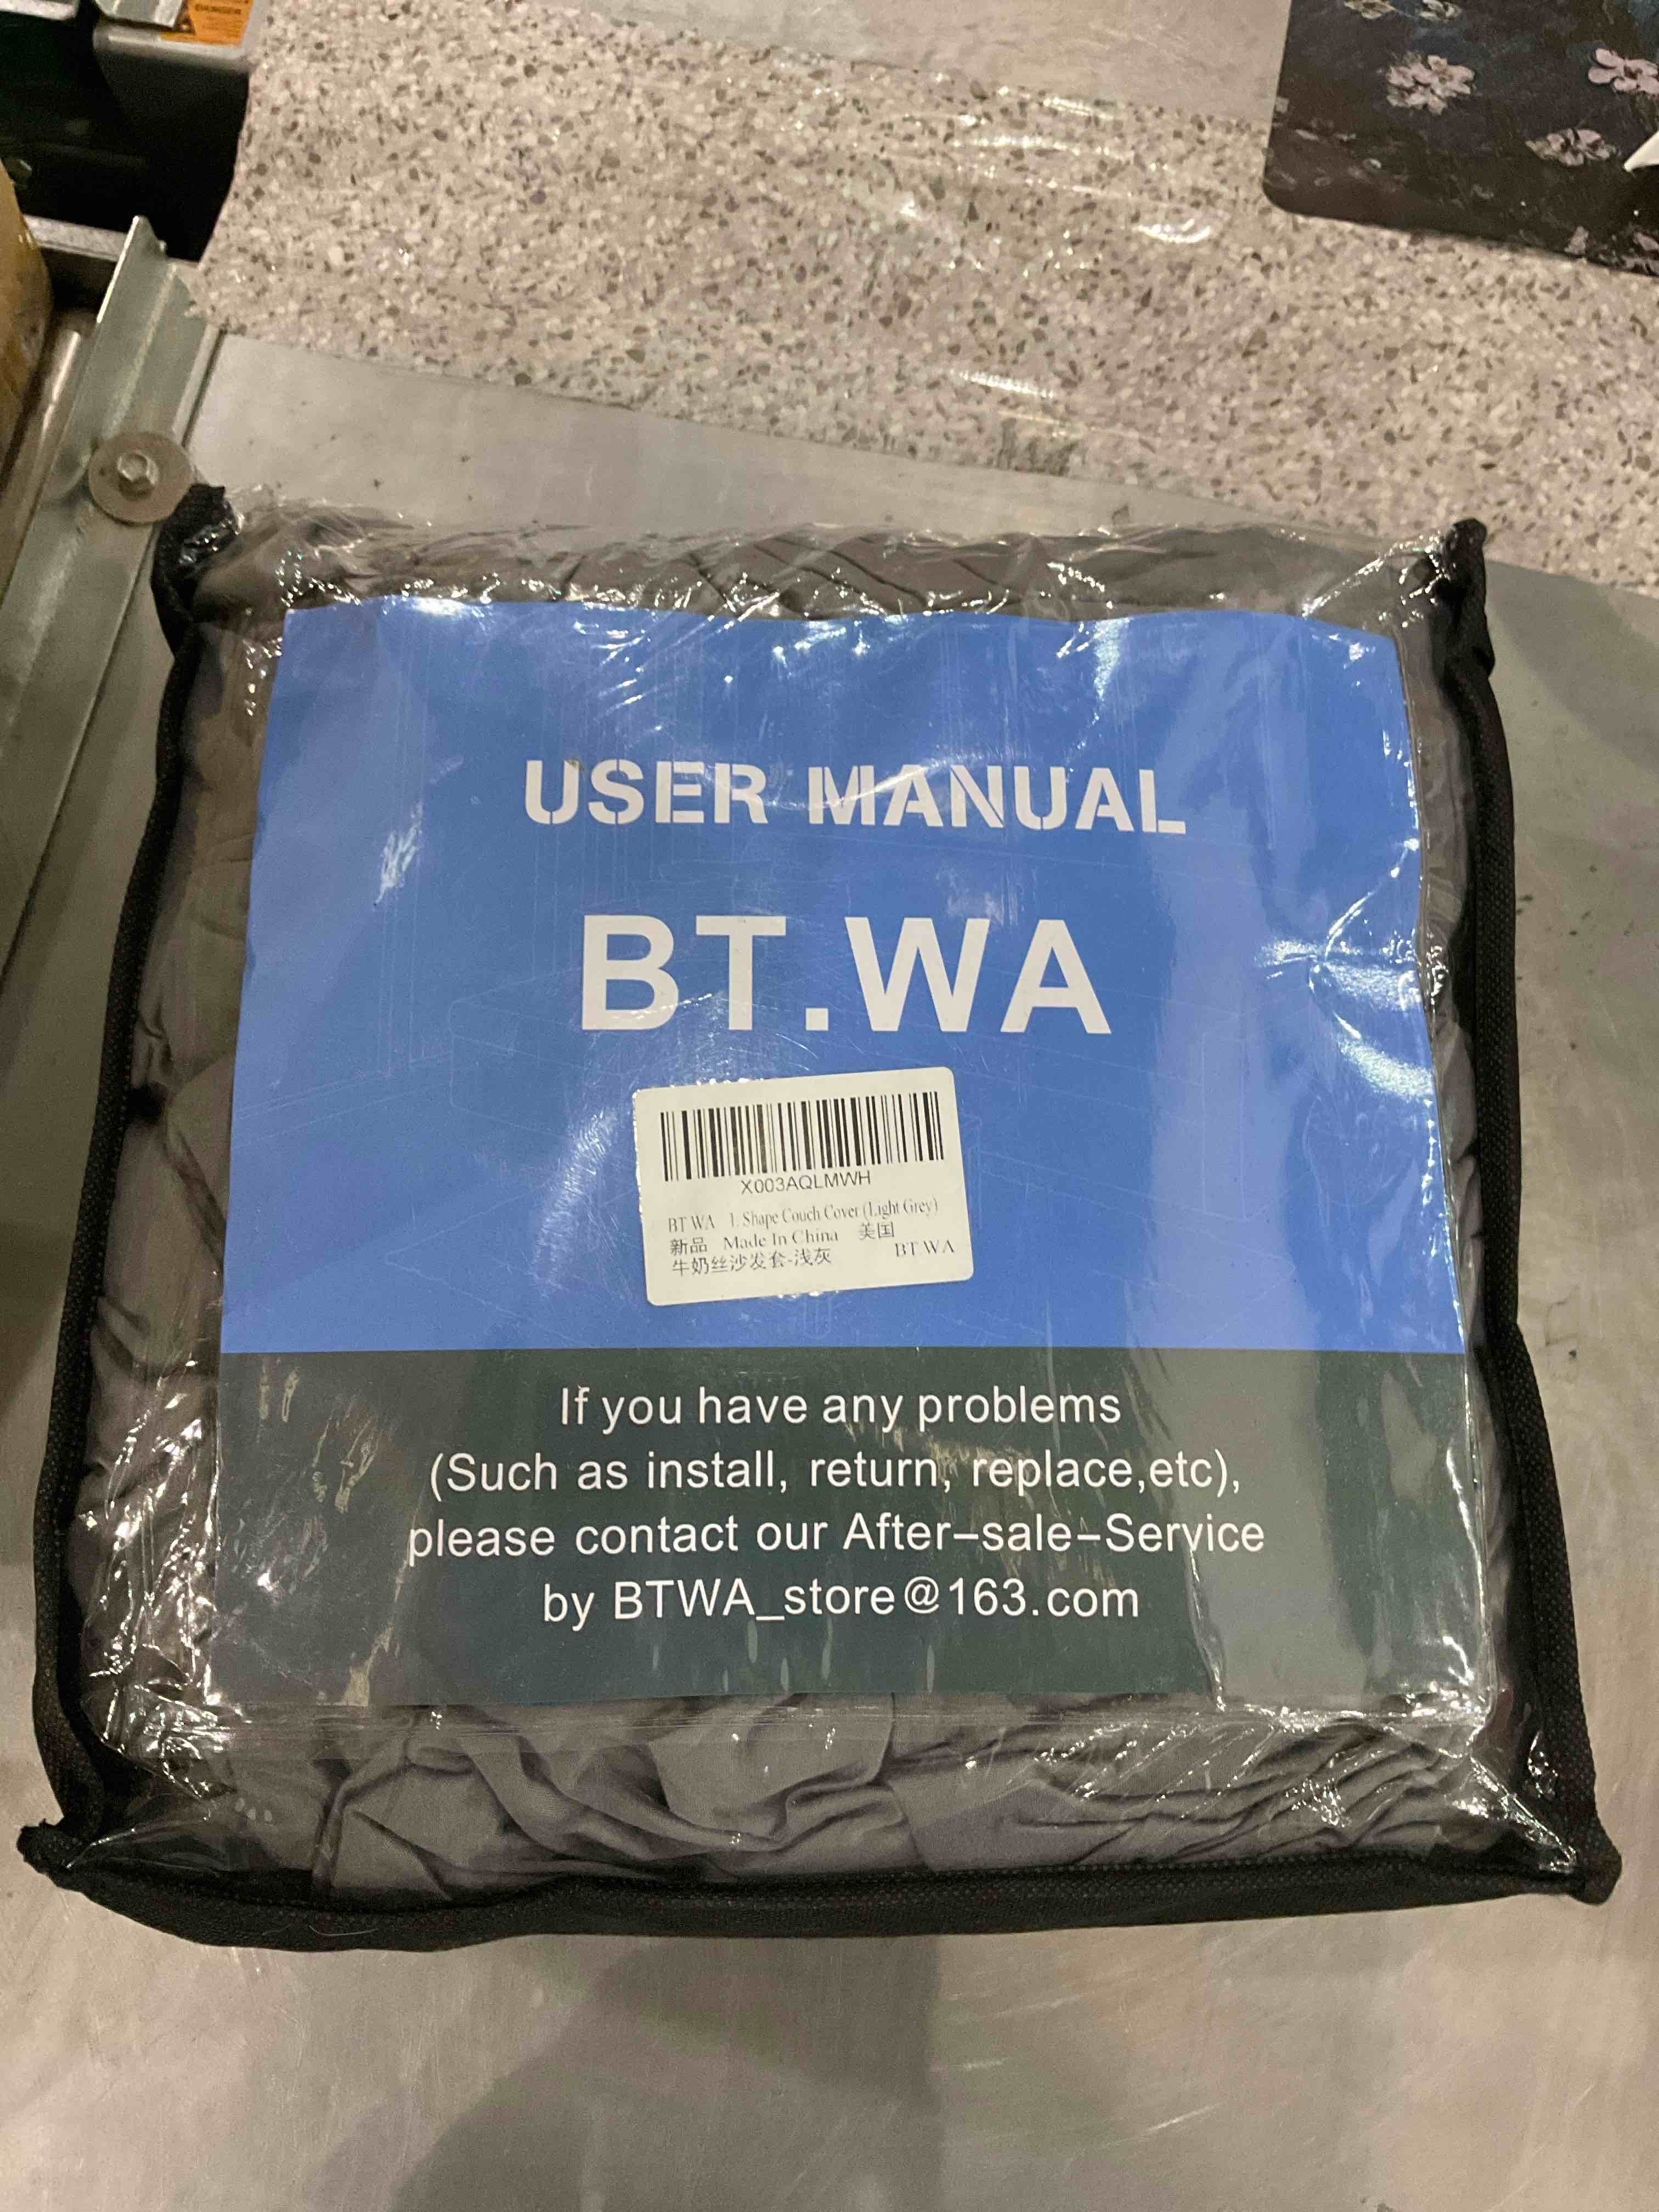 USER MANUAL
BT.WA
X003AQLMWH
BT WA L Shape Couch Cover (Light Grey)
新品 Made In China 美国
牛奶丝沙发套-浅灰 BT WA
If you have any problems
(Such as install, return, replace,etc),
please contact our After-sale-Service
by BTWA_store@163.com